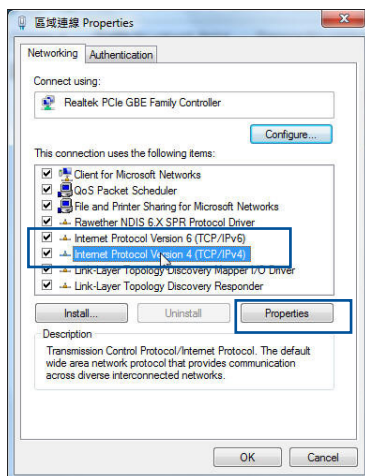 區域連線 Properties
Networking
Authentication
Connect using:
Realtek PCIe GBE Family Controller
Configure...
This connection uses the following items:
Client for Microsoft Networks
QoS Packet Scheduler
File and Printer Sharing for Microsoft Networks
Rawether NDIS 6.X SPR Protocol Driver
Internet Protocol Version 6 (TCP/IPv6)
Internet Protocol Version 4 (TCP/IPv4)
Link-Layer Topology Discovery Mapper I/O Driver
Link-Layer Topology Discovery Responder
Install...
Uninstall
Properties
Description
Transmission Control Protocol/Internet Protocol. The default
wide area network protocol that provides communication
across diverse interconnected networks.
OK
Cancel